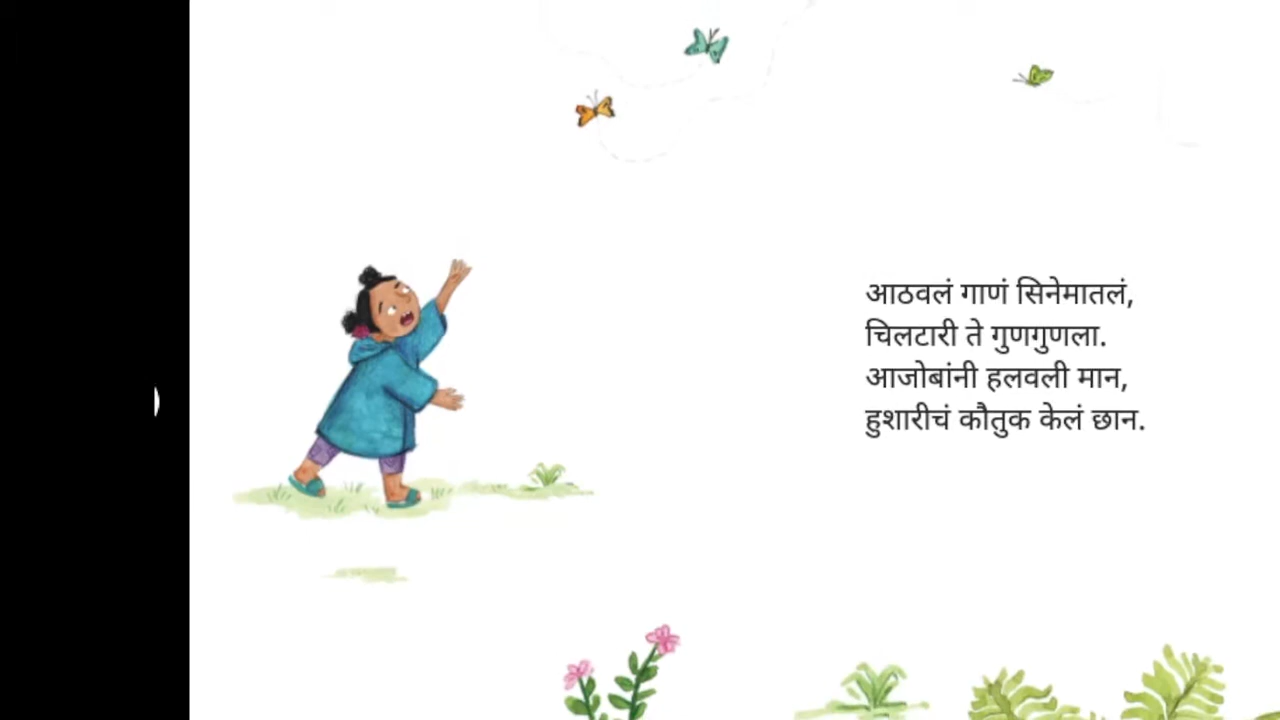 आठवलं गाणं सिनेमातलं,
चिलटारी ते गुणगुणला.
आजोबांनी हलवली मान,
हुशारीचं कौतुक केलं छान.